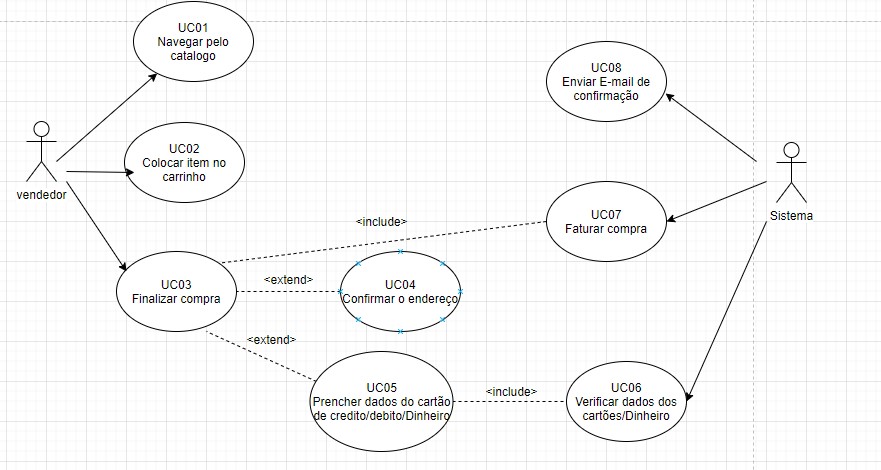 UC01
Navegar pelo
catalogo
UC08
Enviar E-mail de
confirmação
UC02
Colocar item no
carrinho
vendedor
Sistema
<include>
UC07
Faturar compra
UC03
Finalizar compra
<extend>
UC04
Confirmar o endereço
<extend>
UC05
Prencher dados do cartão
de credito/debito/Dinheiro
<include>
UC06
Verificar dados dos
cartões/Dinheiro